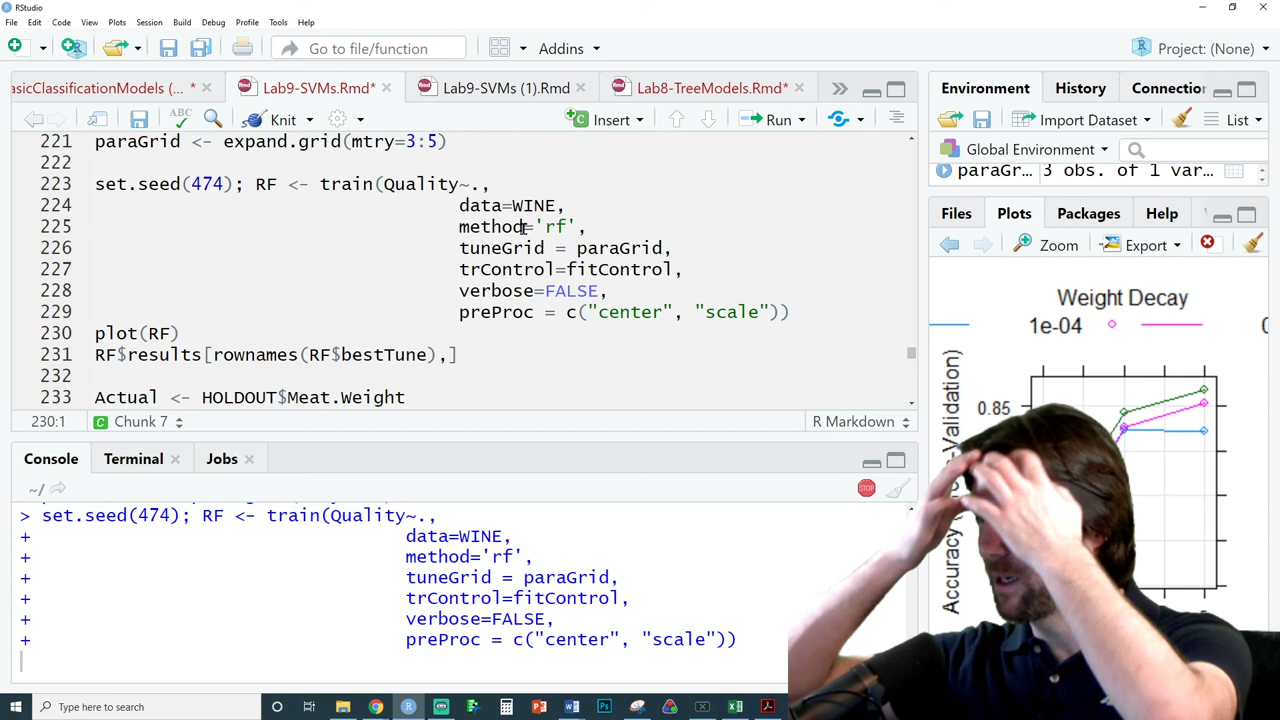 RStudio
File Edit Code View Plots Session Build Debug Profile Tools Help
Go to file/function
Addins
Project: (None)
asicClassificationModels (... *
Lab9-SVMs.Rmd*
Lab9-SVMs (1).Rmd
Lab8-TreeModels.Rmd*
ABC
Knit
Insert
Run
221 paraGrid <- expand.grid(mtry=3:5)
222
223 set.seed(474); RF <- train(Quality~.,
224 data=WINE,
225 method='rf',
226 tuneGrid = paraGrid,
227 trControl=fitControl,
228 verbose=FALSE,
229 preProc = c("center", "scale"))
230 plot(RF)
231 RF$results[rownames(RF$bestTune),]
232
233 Actual <- HOLDOUT$Meat.Weight
230:1 Chunk 7 R Markdown
Console Terminal Jobs
~/
STOP
> set.seed(474); RF <- train(Quality~.,
+ data=WINE,
+ method='rf',
+ tuneGrid = paraGrid,
+ trControl=fitControl,
+ verbose=FALSE,
+ preProc = c("center", "scale"))
Environment History Connectio
Import Dataset List
Global Environment
paraGr... 3 obs. of 1 var...
Files Plots Packages Help
Zoom Export
Weight Decay
1e-04
0.85
Accuracy
Validation)
Type here to search